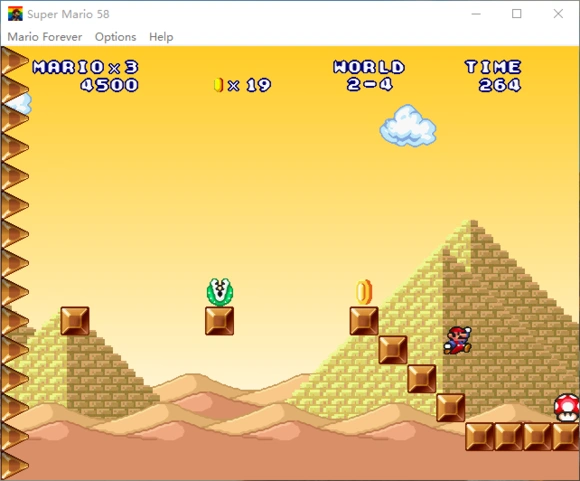 Super Mario 58
Mario Forever Options Help
MARIO x 3 WORLD TIME
4500 x 19 2-4 264